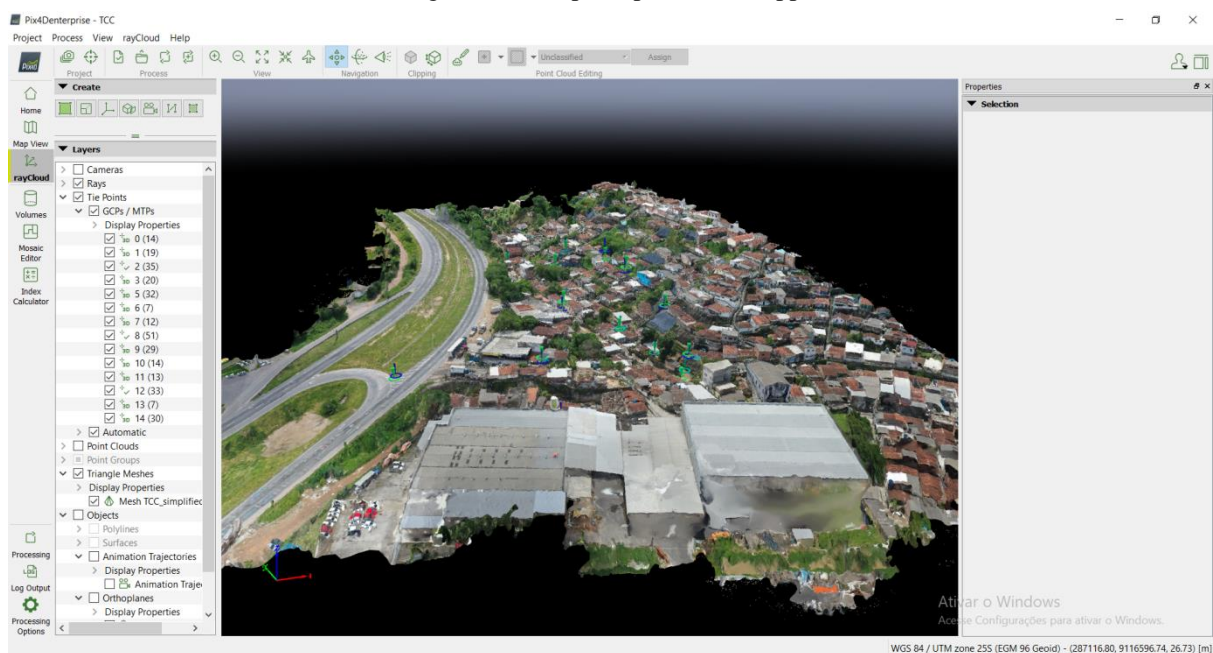 Pix4Denterprise - TCC
Project Process View rayCloud Help
Project Process View Navigation Clipping Point Cloud Editing
Unclassified Assign
Home
Map View
rayCloud
Volumes
Mosaic
Editor
Index
Calculator
Processing
Log Output
Processing
Options
Create
Layers
Cameras
Rays
Tie Points
GCPs / MTPs
Display Properties
0 (14)
1 (19)
2 (35)
3 (20)
5 (32)
6 (7)
7 (12)
8 (51)
9 (29)
10 (14)
11 (13)
12 (33)
13 (7)
14 (30)
Automatic
Point Clouds
Point Groups
Triangle Meshes
Display Properties
Mesh TCC_simplified
Objects
Polylines
Surfaces
Animation Trajectories
Display Properties
Animation Traje
Orthoplanes
Display Properties
Properties
Selection
Ativar o Windows
Acesse Configurações para ativar o Windows.
WGS 84 / UTM zone 25S (EGM 96 Geoid) - (287116.80, 9116596.74, 26.73) [m]